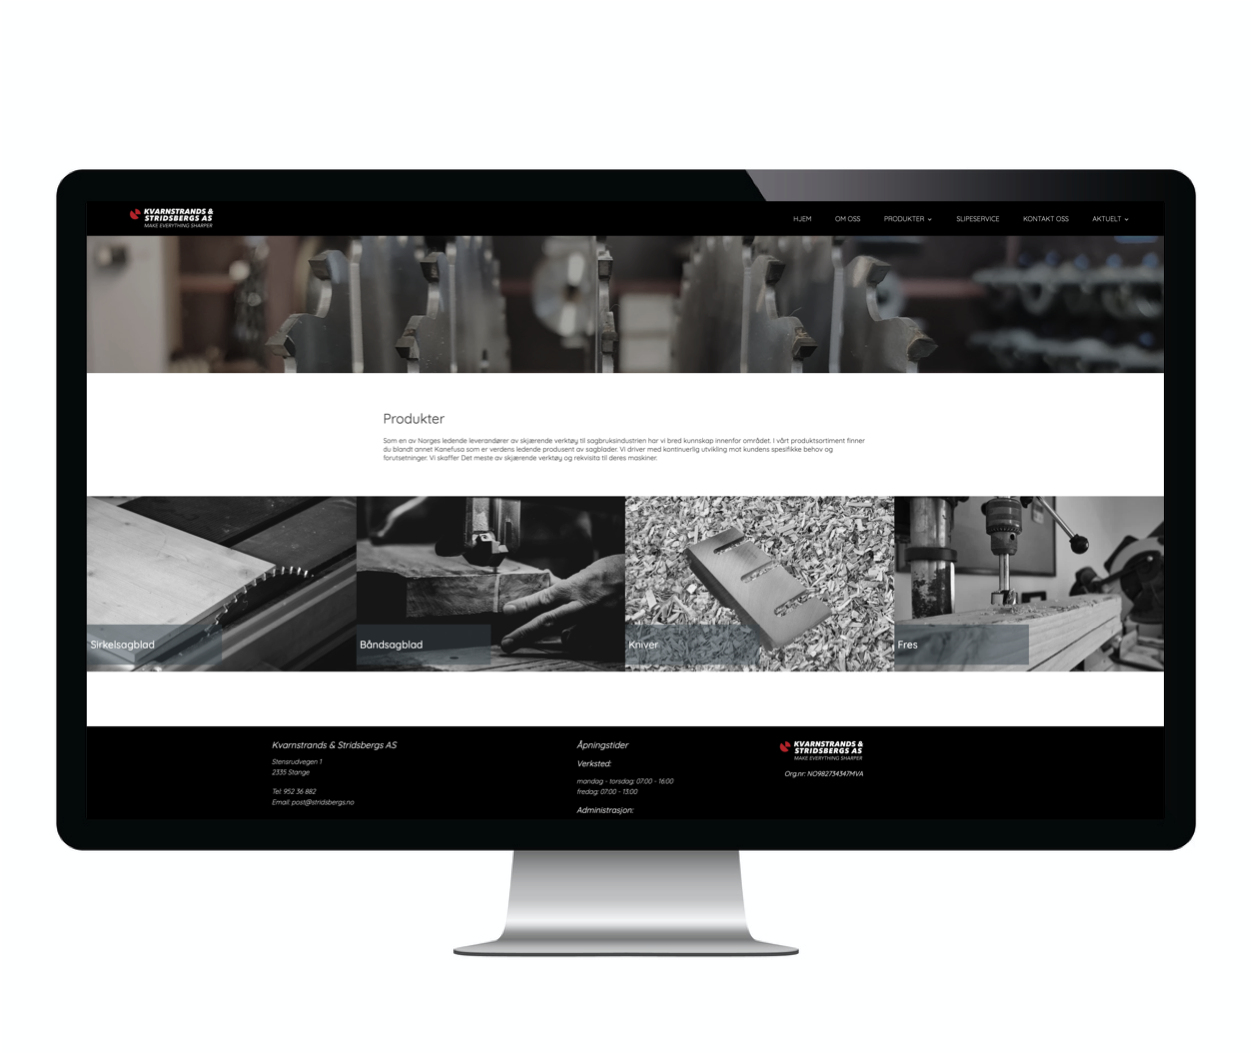 KVARNSTRANDS &
STRIDSBERGS AS
MAKE EVERYTHING SHARPER
HJEM OM OSS PRODUKTER SLIPESERVICE KONTAKT OSS AKTUELT
Produkter
Som en av Norges ledende leverandører av skjærende verktøy til sagbruksindustrien har vi bred kunnskap innenfor området. I vårt produktsortiment finner
du blandt annet Kanefusa som er verdens ledende produsent av sagblader. Vi driver med kontinuerlig utvikling mot kundens spesifikke behov og
forutsetninger. Vi skaffer Det meste av skjærende verktøy og rekvisita til deres maskiner.
Sirkelsagblad
Båndsagblad
Kniver
Fres
Kvarnstrands & Stridsbergs AS
Stensrudvegen 1
2335 Stange
Tel: 952 36 882
Email: post@stridsbergs.no
Åpningstider
Verksted:
mandag - torsdag: 07:00 - 16:00
fredag: 07:00 - 13:00
Administrasjon:
KVARNSTRANDS &
STRIDSBERGS AS
MAKE EVERYTHING SHARPER
Org.nr: NO982734347MVA